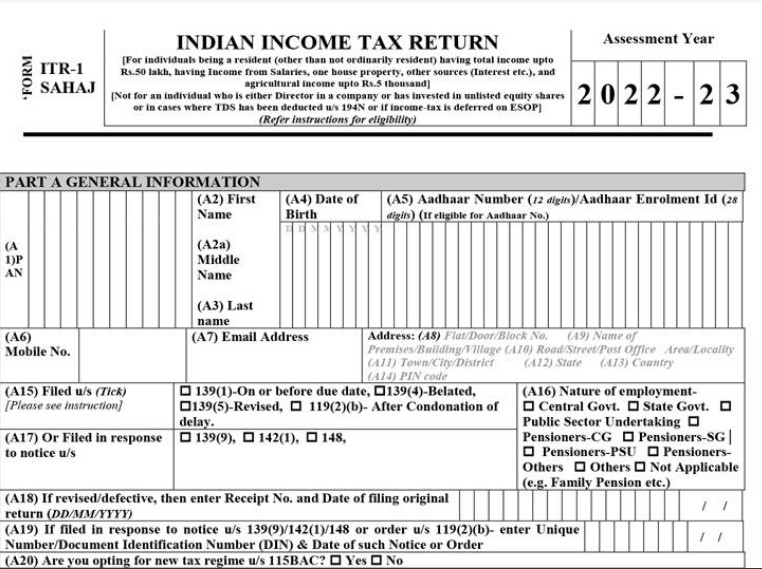 'FORM
ITR-1
SAHAJ
INDIAN INCOME TAX RETURN
[For individuals being a resident (other than not ordinarily resident) having total income upto
Rs.50 lakh, having Income from Salaries, one house property, other sources (Interest etc.), and
agricultural income upto Rs.5 thousand]
[Not for an individual who is either Director in a company or has invested in unlisted equity shares
or in cases where TDS has been deducted u/s 194N or if income-tax is deferred on ESOP]
(Refer instructions for eligibility)
Assessment Year
2 0 2 2 - 2 3
PART A GENERAL INFORMATION
(A
1)P
AN
(A2) First
Name
(A2a)
Middle
Name
(A3) Last
name
(A4) Date of
Birth
D D M M Y Y Y Y
(A5) Aadhaar Number (12 digits)/Aadhaar Enrolment Id (28
digits) (If eligible for Aadhaar No.)
(A6)
Mobile No.
(A7) Email Address
Address: (A8) Flat/Door/Block No. (A9) Name of
Premises/Building/Village (A10) Road/Street/Post Office Area/Locality
(A11) Town/City/District (A12) State (A13) Country
(A14) PIN code
(A15) Filed u/s (Tick)
[Please see instruction]
☐ 139(1)-On or before due date, ☐139(4)-Belated,
☐139(5)-Revised, ☐ 119(2)(b)- After Condonation of
delay.
(A16) Nature of employment-
☐ Central Govt. ☐ State Govt. ☐
Public Sector Undertaking ☐
Pensioners-CG ☐ Pensioners-SG|
☐ Pensioners-PSU ☐ Pensioners-
Others ☐ Others ☐ Not Applicable
(e.g. Family Pension etc.)
(A17) Or Filed in response
to notice u/s
☐ 139(9), ☐ 142(1), ☐ 148,
(A18) If revised/defective, then enter Receipt No. and Date of filing original
return (DD/MM/YYYY)
/ /
(A19) If filed in response to notice u/s 139(9)/142(1)/148 or order u/s 119(2)(b)- enter Unique
Number/Document Identification Number (DIN) & Date of such Notice or Order
/ /
(A20) Are you opting for new tax regime u/s 115BAC? ☐ Yes ☐ No